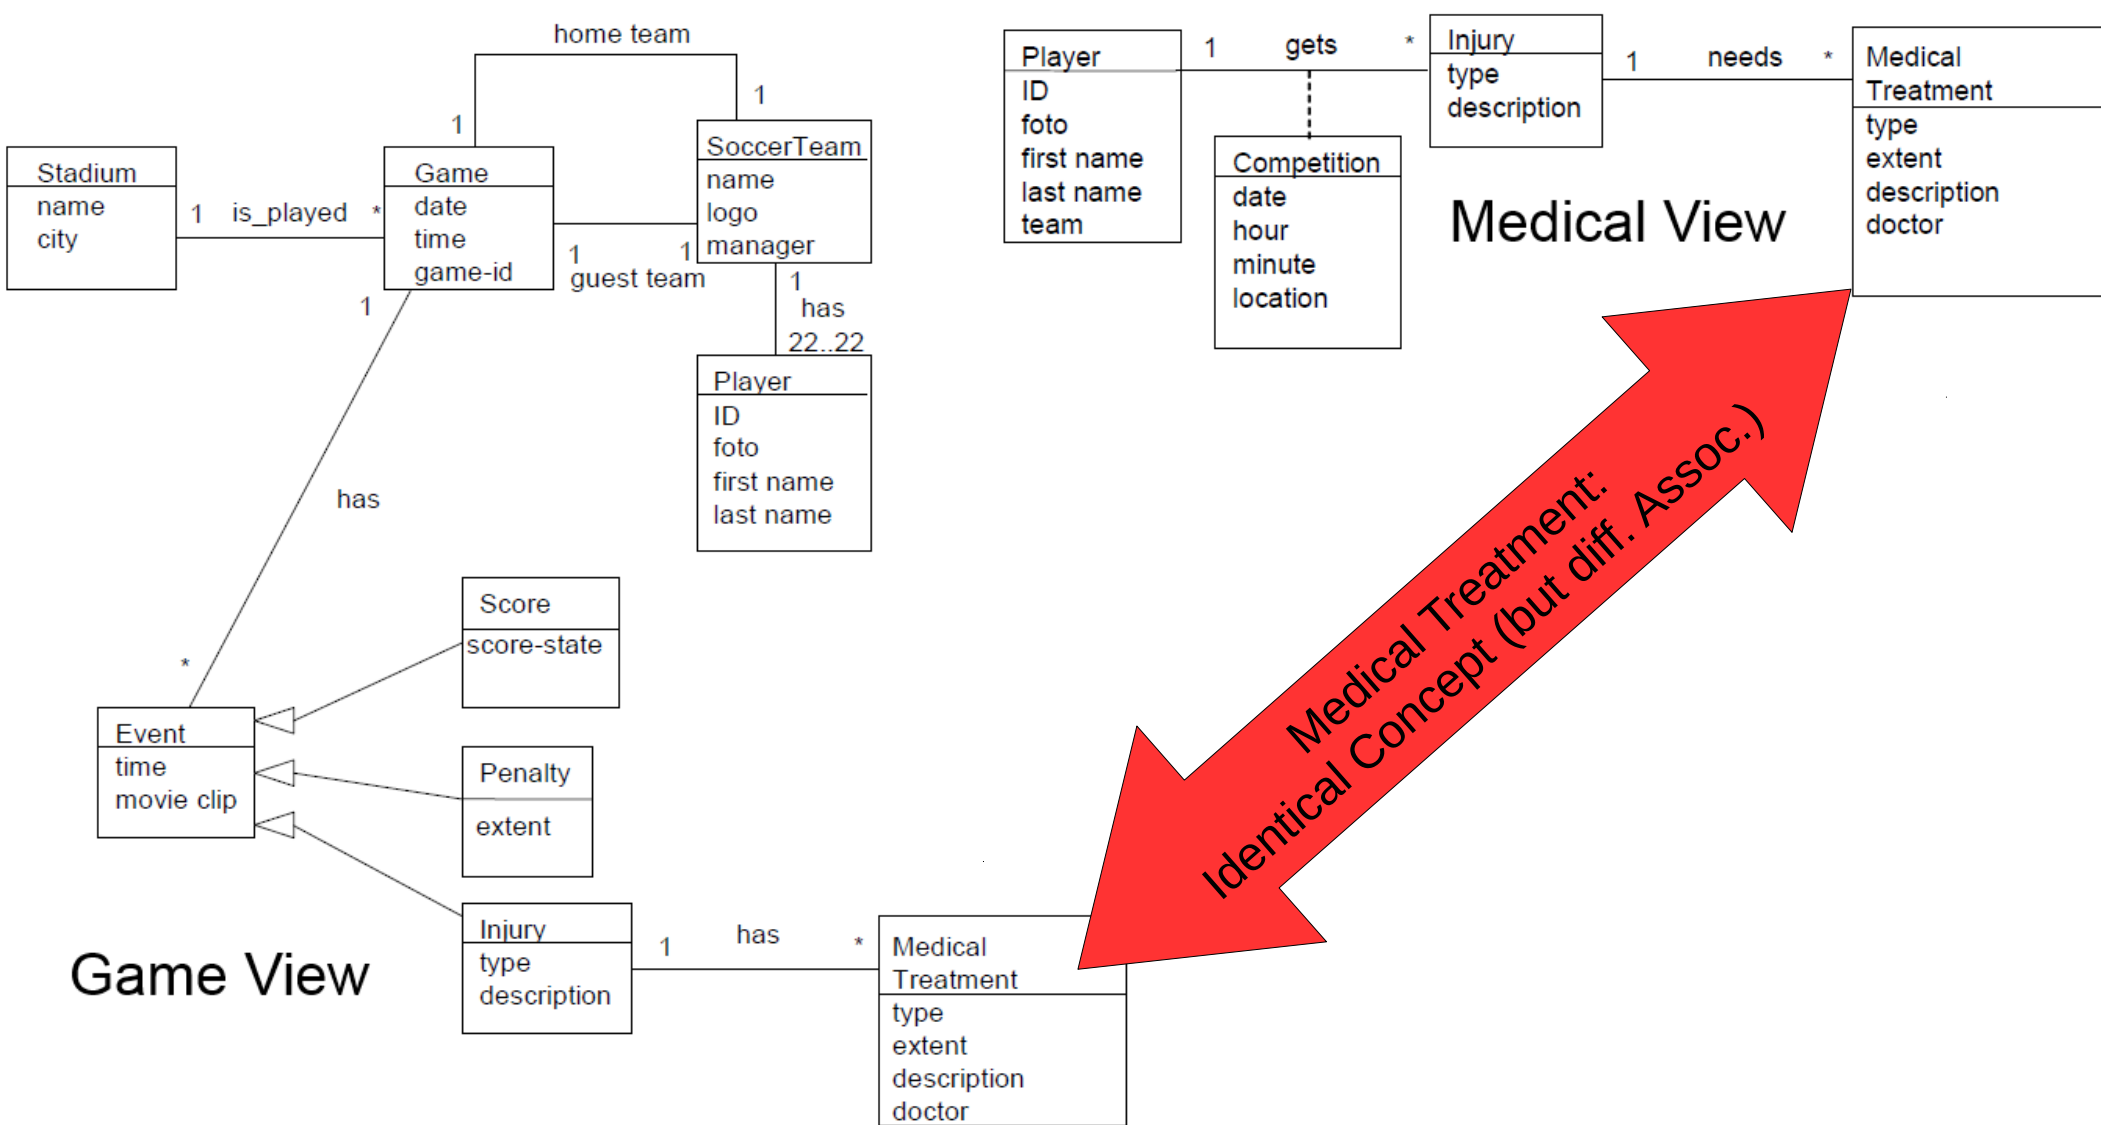 home team
1
1
Stadium
name
city
1 is_played *
Game
date
time
game-id
SoccerTeam
name
logo
manager
1
1
guest team
1
has
22..22
Player
ID
foto
first name
last name
1
has
*
Event
time
movie clip
Score
score-state
Penalty
extent
Injury
type
description
1 has *
Medical
Treatment
type
extent
description
doctor
Game View
Player
ID
foto
first name
last name
team
1 gets *
Competition
date
hour
minute
location
Injury
type
description
1 needs *
Medical
Treatment
type
extent
description
doctor
Medical View
Medical Treatment:
Identical Concept (but diff. Assoc.)